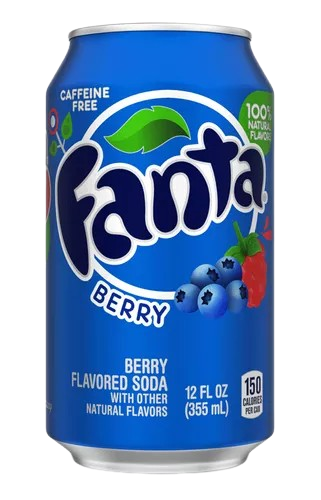 CAFFEINE
FREE
100%
NATURAL
FLAVORS
Fanta
BERRY
BERRY
FLAVORED SODA
WITH OTHER
NATURAL FLAVORS
12 FL OZ
(355 mL)
150
CALORIES
PER CAN